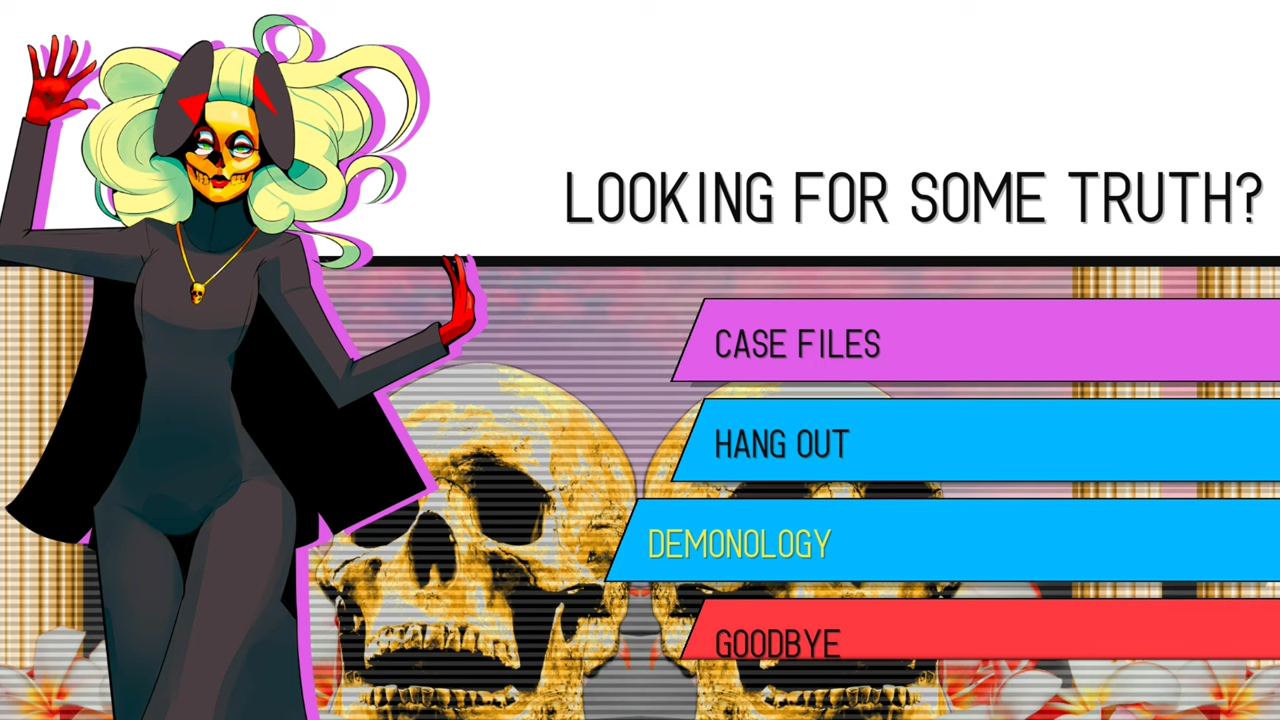 LOOKING FOR SOME TRUTH?
CASE FILES
HANG OUT
DEMONOLOGY
GOODBYE